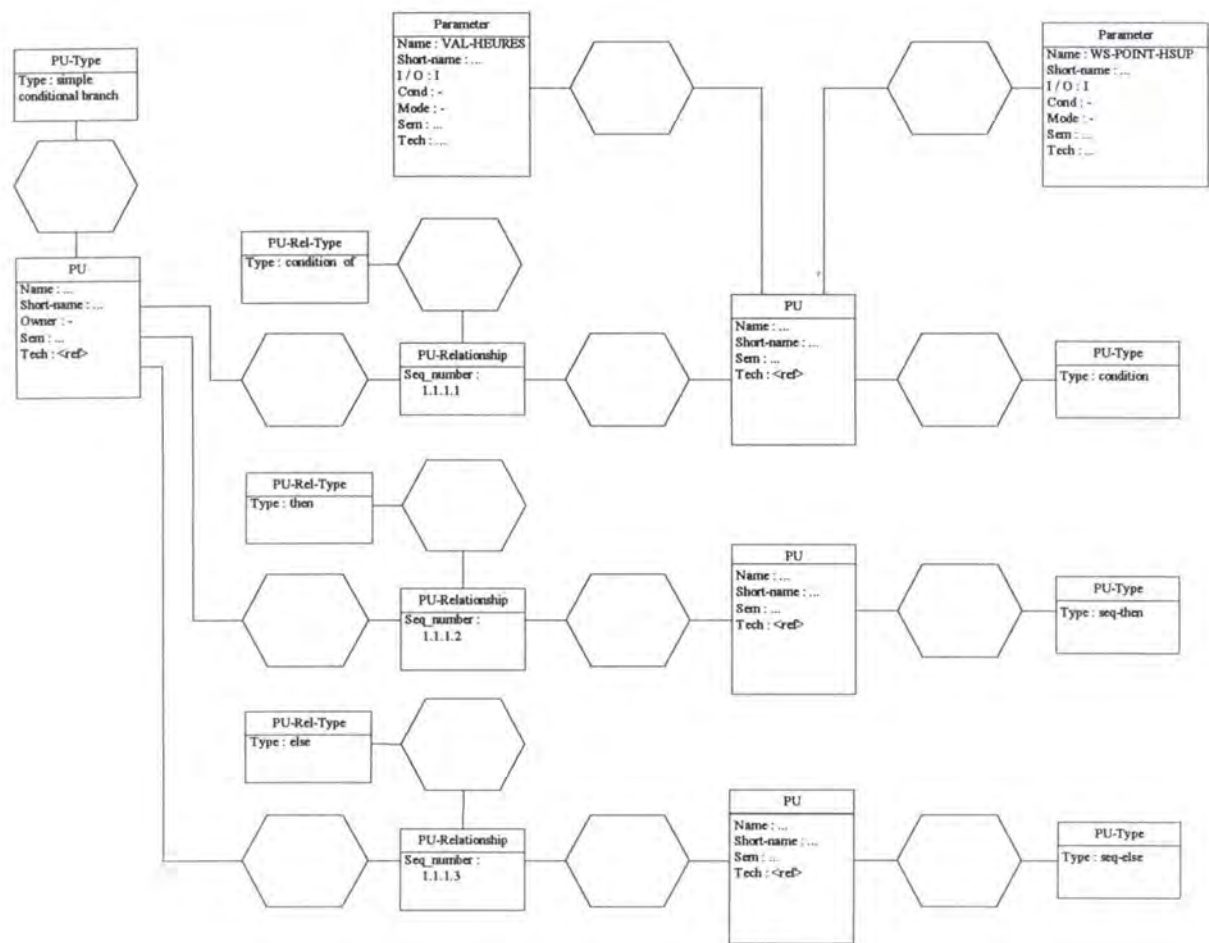 PU-Type
Type : simple
conditional branch
Parameter
Name : VAL-HEURES
Short-name : ...
I / O : I
Cond : -
Mode : -
Sem : ...
Tech : ...
Parameter
Name : WS-POINT-HSUP
Short-name : ...
I / O : I
Cond : -
Mode : -
Sem : ...
Tech : ...
PU
Name : ...
Short-name : ...
Owner : -
Sem : ...
Tech : <ref>
PU-Rel-Type
Type : condition of
PU-Relationship
Seq_number :
1.1.1.1
PU
Name : ...
Short-name : ...
Sem : ...
Tech : <ref>
PU-Type
Type : condition
PU-Rel-Type
Type : then
PU-Relationship
Seq_number :
1.1.1.2
PU
Name : ...
Short-name : ...
Sem : ...
Tech : <ref>
PU-Type
Type : seq-then
PU-Rel-Type
Type : else
PU-Relationship
Seq_number :
1.1.1.3
PU
Name : ...
Short-name : ...
Sem : ...
Tech : <ref>
PU-Type
Type : seq-else